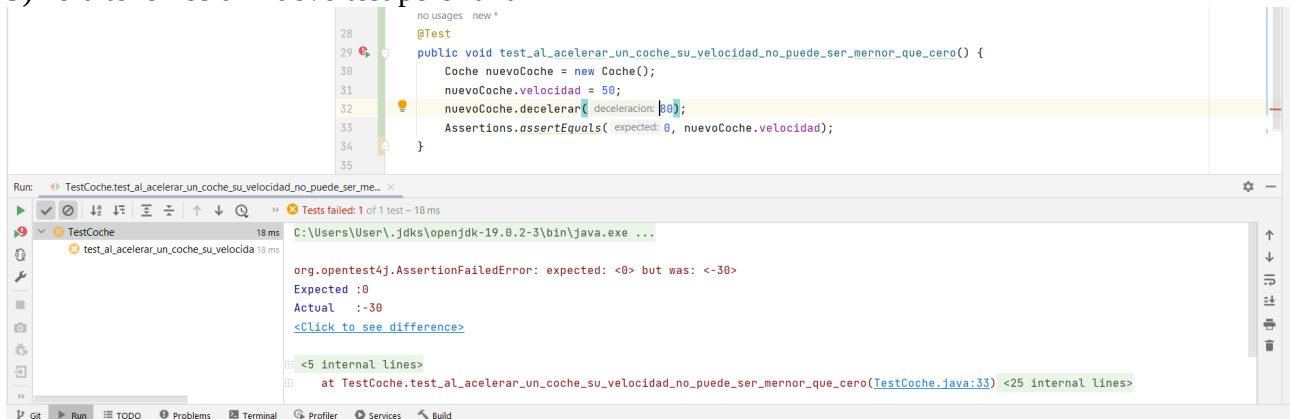 no usages new *
28 @Test
29 public void test_al_acelerar_un_coche_su_velocidad_no_puede_ser_mernor_que_cero() {
30 Coche nuevoCoche = new Coche();
31 nuevoCoche.velocidad = 50;
32 nuevoCoche.decelerar( deceleracion: 80);
33 Assertions.assertEquals( expected: 0, nuevoCoche.velocidad);
34 }
35
Run: TestCoche.test_al_acelerar_un_coche_su_velocidad_no_puede_ser_me...
Tests failed: 1 of 1 test – 18 ms
TestCoche 18 ms
test_al_acelerar_un_coche_su_velocida 18 ms
C:\Users\User\.jdks\openjdk-19.0.2-3\bin\java.exe ...
org.opentest4j.AssertionFailedError: expected: <0> but was: <-30>
Expected :0
Actual :-30
<Click to see difference>
<5 internal lines>
at TestCoche.test_al_acelerar_un_coche_su_velocidad_no_puede_ser_mernor_que_cero(TestCoche.java:33) <25 internal lines>
Git Run TODO Problems Terminal Profiler Services Build